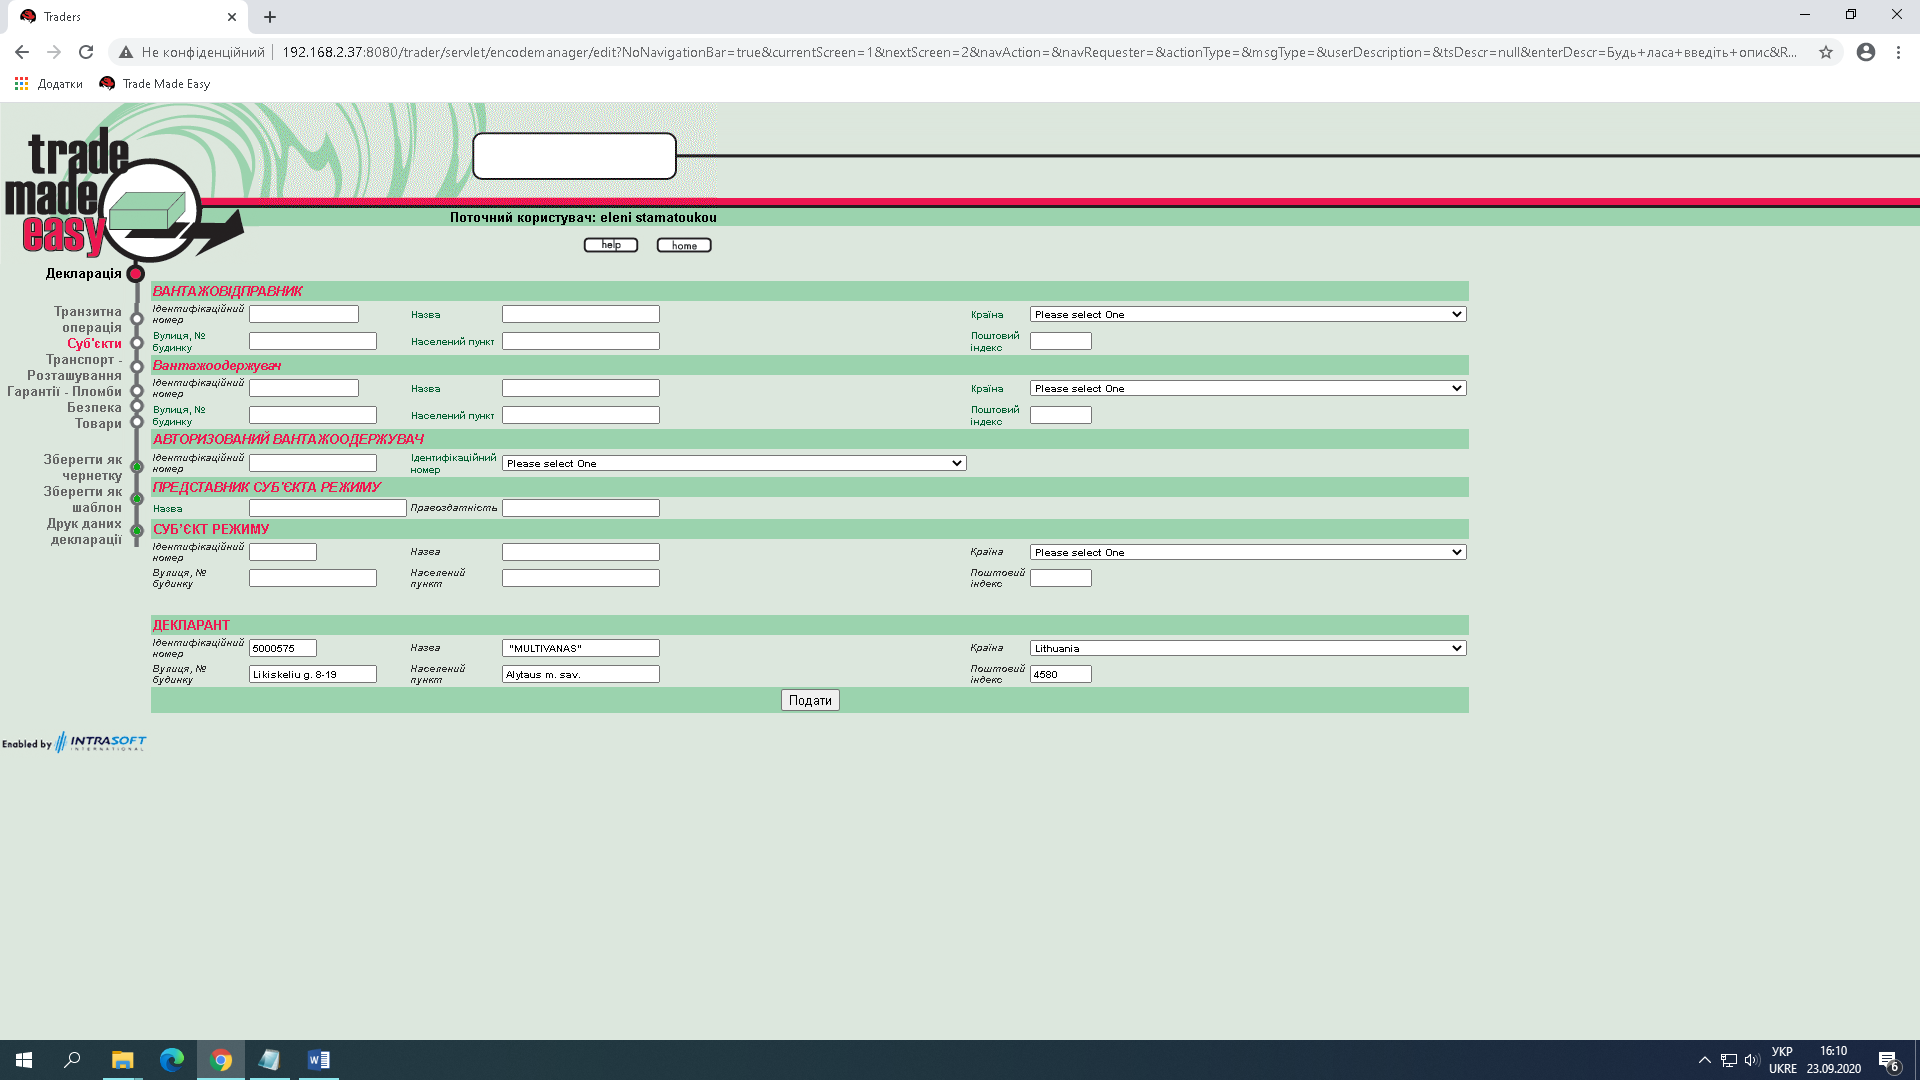 Traders
Не конфіденційний
192.168.2.37:8080/trader/servlet/encodemanager/edit?NoNavigationBar=true&currentScreen=1&nextScreen=2&navAction=&navRequester=&actionType=&msgType=&userDescription=&tsDescr=null&enterDescr=Будь+ласа+введіть+опис&R...
Додатки
Trade Made Easy
trade
made
easy
Поточний користувач: eleni stamatoukou
help
home
Декларація
Транзитна
операція
Суб'єкти
Транспорт -
Розташування
Гарантії - Пломби
Безпека
Товари
Зберегти як
чернетку
Зберегти як
шаблон
Друк даних
декларації
ВАНТАЖОВІДПРАВНИК
Ідентифікаційний
номер
Назва
Країна
Please select One
Вулиця, №
будинку
Населений пункт
Поштовий
індекс
Вантажоодержувач
Ідентифікаційний
номер
Назва
Країна
Please select One
Вулиця, №
будинку
Населений пункт
Поштовий
індекс
АВТОРИЗОВАНИЙ ВАНТАЖООДЕРЖУВАЧ
Ідентифікаційний
номер
Ідентифікаційний
номер
Please select One
ПРЕДСТАВНИК СУБ'ЄКТА РЕЖИМУ
Назва
Правоздатність
СУБ'ЄКТ РЕЖИМУ
Ідентифікаційний
номер
Назва
Країна
Please select One
Вулиця, №
будинку
Населений
пункт
Поштовий
індекс
ДЕКЛАРАНТ
Ідентифікаційний
номер
5000575
Назва
"MULTIVANAS"
Країна
Lithuania
Вулиця, №
будинку
Likiskeliu g. 8-19
Населений
пункт
Alytaus m. sav.
Поштовий
індекс
4580
Подати
Enabled by INTRASOFT
INTERNATIONAL
УКР
UKRE
16:10
23.09.2020
6